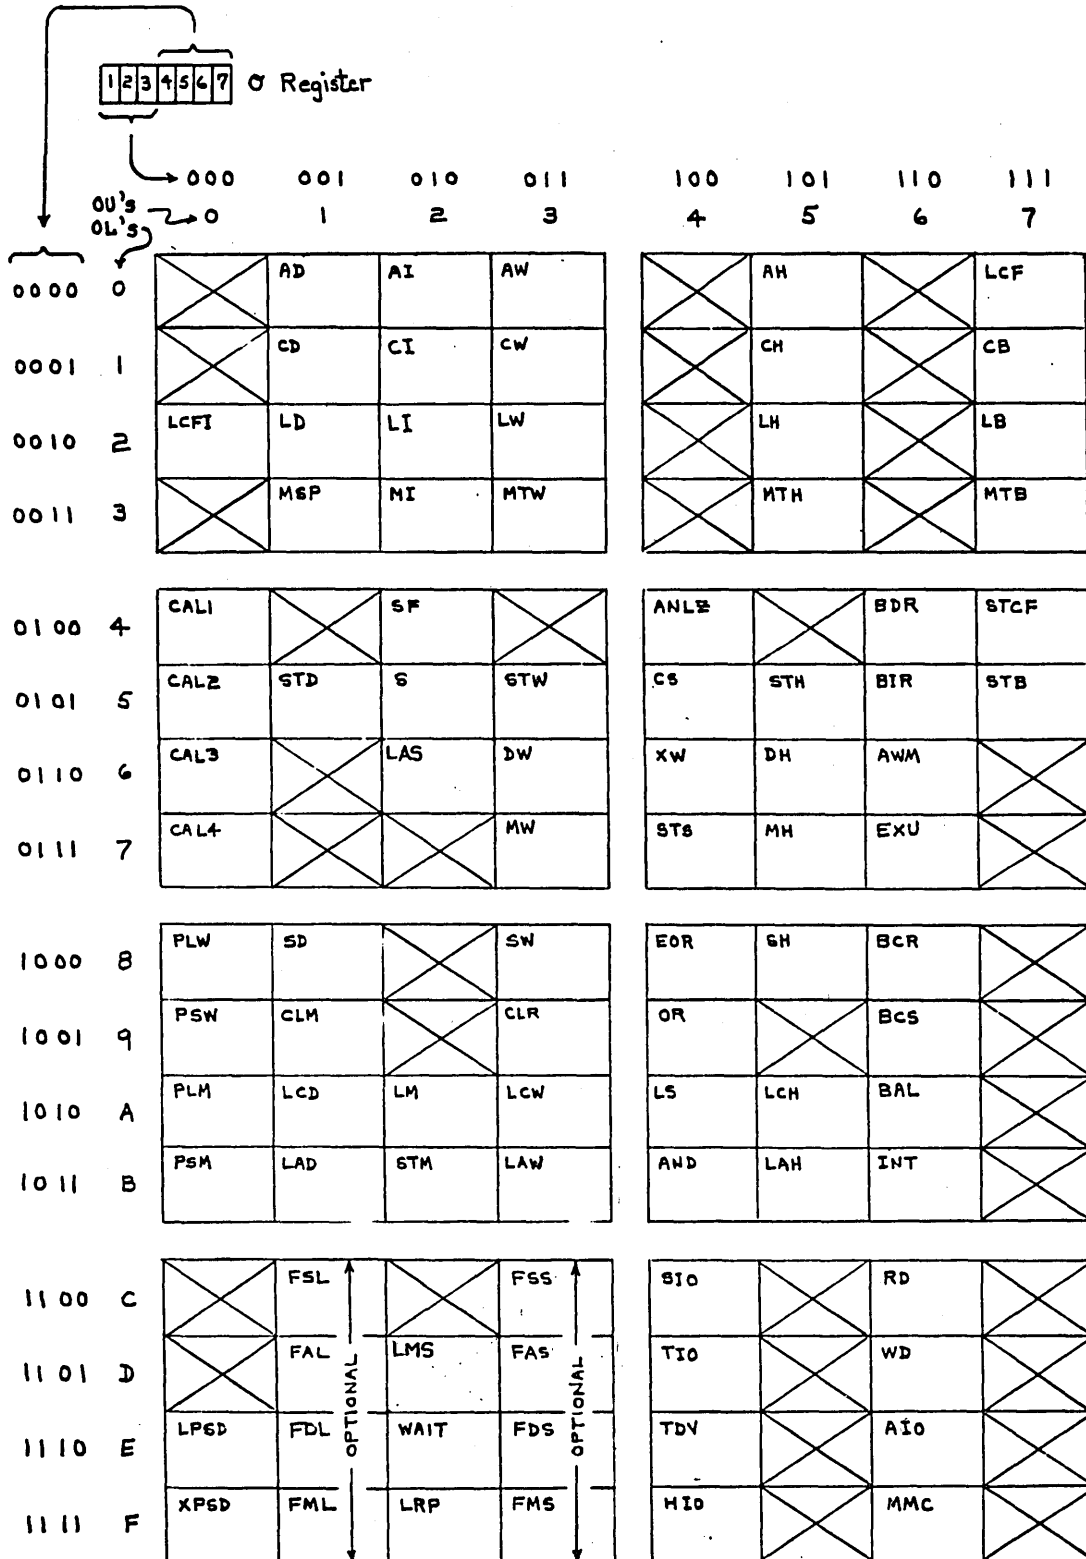 1 2 3 4 5 6 7 O Register
000 001 010 011 100 101 110 111
OU's 0 1 2 3 4 5 6 7
OL's
0000 0 AD AI AW AH LCF
0001 1 CD CI CW CH CB
0010 2 LCFI LD LI LW LH LB
0011 3 MSP MI MTW MTH MTB
0100 4 CAL1 SF ANLZ BDR STCF
0101 5 CAL2 STD S STW CS STH BIR STB
0110 6 CAL3 LAS DW XW DH AWM
0111 7 CAL4 MW STS MH EXU
1000 8 PLW SD SW EOR SH BCR
1001 9 PSW CLM CLR OR BCS
1010 A PLM LCD LM LCW LS LCH BAL
1011 B PSM LAD STM LAW AND LAH INT
1100 C FSL FSS SIO RD
1101 D FAL LMS FAS TIO WD
OPTIONAL OPTIONAL
1110 E LPSD FDL WAIT FDS TDV AIO
1111 F XPSD FML LRP FMS HIO MMC